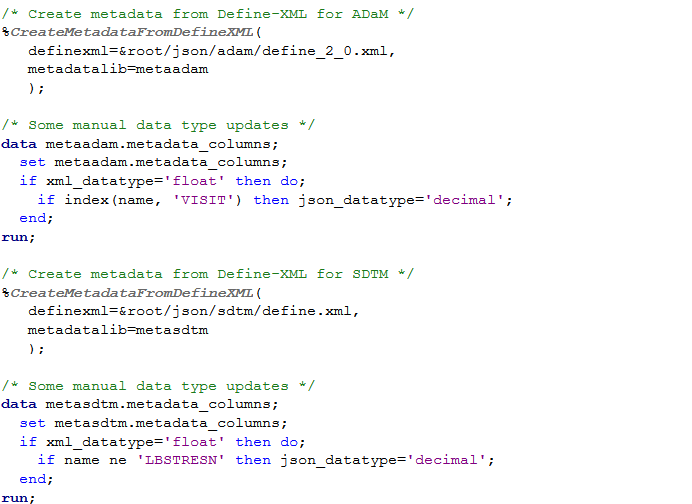 /* Create metadata from Define-XML for ADaM */
%CreateMetadataFromDefineXML(
   definexml=&root/json/adam/define_2_0.xml,
   metadatalib=metaadam
   );

/* Some manual data type updates */
data metaadam.metadata_columns;
  set metaadam.metadata_columns;
  if xml_datatype='float' then do;
    if index(name, 'VISIT') then json_datatype='decimal';
  end;
run;

/* Create metadata from Define-XML for SDTM */
%CreateMetadataFromDefineXML(
   definexml=&root/json/sdtm/define.xml,
   metadatalib=metasdtm
   );

/* Some manual data type updates */
data metasdtm.metadata_columns;
  set metasdtm.metadata_columns;
  if xml_datatype='float' then do;
    if name ne 'LBSTRESN' then json_datatype='decimal';
  end;
run;